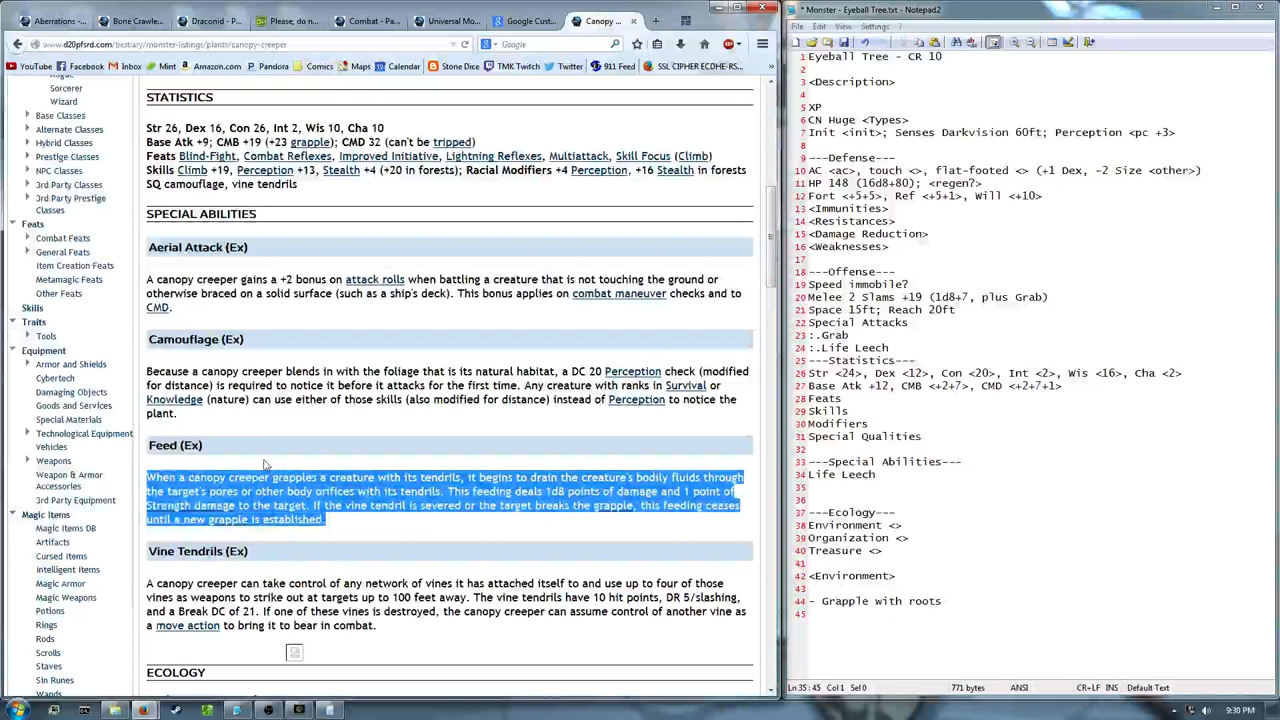 Aberrations -...
Bone Crawle...
Draconid - P...
Please, do m...
Combat - Pa...
Universal Mo...
Google Cust...
Canopy ...
www.d20pfsrd.com/bestiary/monster-listings/plants/canopy-creeper
Google
YouTube Facebook Inbox Mint Amazon Pandora Comics Maps Calendar Stone Dice TMK Twitch Twitter 911 Feed SSL CIPHER ECDHE-R...
Rogue
Sorcerer
Wizard
Base Classes
Alternate Classes
Hybrid Classes
Prestige Classes
NPC Classes
3rd Party Classes
3rd Party Prestige
Classes
Feats
Combat Feats
General Feats
Item Creation Feats
Metamagic Feats
Other Feats
Skills
Traits
Tools
Equipment
Armor and Shields
Cybertech
Damaging Objects
Goods and Services
Special Materials
Technological Equipment
Vehicles
Weapons
Weapon & Armor
Accessories
3rd Party Equipment
Magic Items
Magic Items DB
Artifacts
Cursed Items
Intelligent Items
Magic Armor
Magic Weapons
Potions
Rings
Rods
Scrolls
Staves
Sin Runes
Wands
STATISTICS
Str 26, Dex 16, Con 26, Int 2, Wis 10, Cha 10
Base Atk +9; CMB +19 (+23 grapple); CMD 32 (can't be tripped)
Feats Blind-Fight, Combat Reflexes, Improved Initiative, Lightning Reflexes, Multiattack, Skill Focus (Climb)
Skills Climb +19, Perception +13, Stealth +4 (+20 in forests); Racial Modifiers +4 Perception, +16 Stealth in forests
SQ camouflage, vine tendrils
SPECIAL ABILITIES
Aerial Attack (Ex)
A canopy creeper gains a +2 bonus on attack rolls when battling a creature that is not touching the ground or
otherwise braced on a solid surface (such as a ship's deck). This bonus applies on combat maneuver checks and to
CMD.
Camouflage (Ex)
Because a canopy creeper blends in with the foliage that is its natural habitat, a DC 20 Perception check (modified
for distance) is required to notice it before it attacks for the first time. Any creature with ranks in Survival or
Knowledge (nature) can use either of those skills (also modified for distance) instead of Perception to notice the
plant.
Feed (Ex)
When a canopy creeper grapples a creature with its tendrils, it begins to drain the creature's bodily fluids through
the target's pores or other body orifices with its tendrils. This feeding deals 1d8 points of damage and 1 point of
Strength damage to the target. If the vine tendril is severed or the target breaks the grapple, this feeding ceases
until a new grapple is established.
Vine Tendrils (Ex)
A canopy creeper can take control of any network of vines it has attached itself to and use up to four of those
vines as weapons to strike out at targets up to 100 feet away. The vine tendrils have 10 hit points, DR 5/slashing,
and a Break DC of 21. If one of these vines is destroyed, the canopy creeper can assume control of another vine as
a move action to bring it to bear in combat.
ECOLOGY
* Monster - Eyeball Tree.txt - Notepad2
File Edit View Settings ?
1 Eyeball Tree - CR 10
2
3 <Description>
4
5 XP
6 CN Huge <Types>
7 Init <init>; Senses Darkvision 60ft; Perception <pc +3>
8
9 ---Defense---
10 AC <ac>, touch <>, flat-footed <> (+1 Dex, -2 Size <other>)
11 HP 148 (16d8+80); <regen?>
12 Fort <+5+5>, Ref <+5+1>, Will <+10>
13 <Immunities>
14 <Resistances>
15 <Damage Reduction>
16 <Weaknesses>
17
18 ---Offense---
19 Speed immobile?
20 Melee 2 Slams +19 (1d8+7, plus Grab)
21 Space 15ft; Reach 20ft
22 Special Attacks
23 :.Grab
24 :.Life Leech
25 ---Statistics---
26 Str <24>, Dex <12>, Con <20>, Int <2>, Wis <16>, Cha <2>
27 Base Atk +12, CMB <+2+7>, CMD <+2+7+1>
28 Feats
29 Skills
30 Modifiers
31 Special Qualities
32
33 ---Special Abilities---
34 Life Leech
35
36
37 ---Ecology---
38 Environment <>
39 Organization <>
40 Treasure <>
41
42 <Environment>
43
44 - Grapple with roots
45
Ln 35 : 45 Col 1 Sel 0 771 bytes ANSI CR+LF INS Default Text
9:30 PM